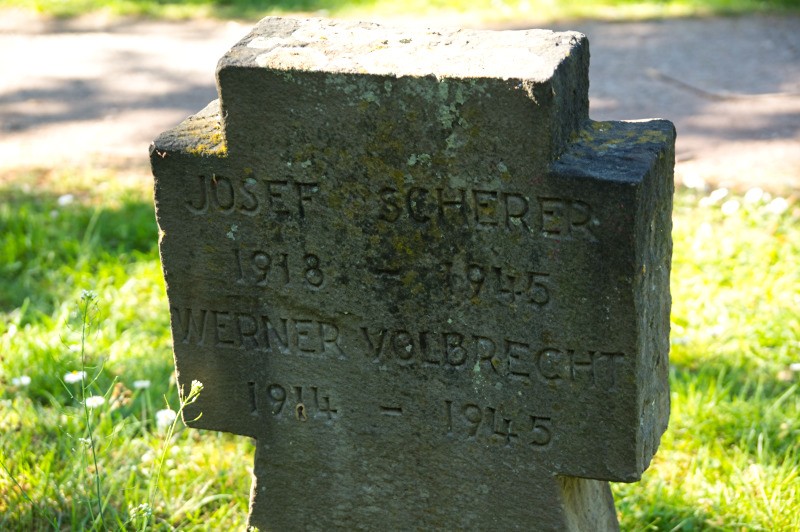 JOSEF SCHERER
1918 - 1945
WERNER VOLBRECHT
1914 - 1945